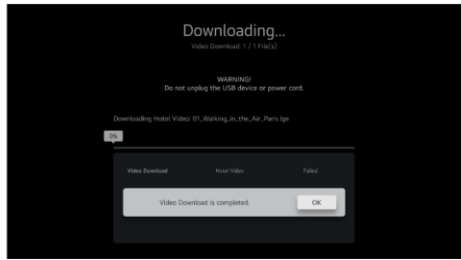 Downloading...
Video Download: 1 / 1 File(s)
WARNING!
Do not unplug the USB device or power cord.
Downloading Hotel Video: 01_Walking_in_the_Air_Paris.lge
0%
Video Download Hotel Video Failed
Video Download is completed. OK